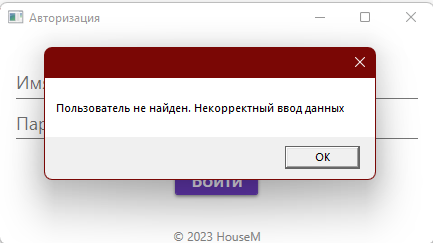 Авторизация
Пользователь не найден. Некорректный ввод данных
OK
Войти
© 2023 HouseM